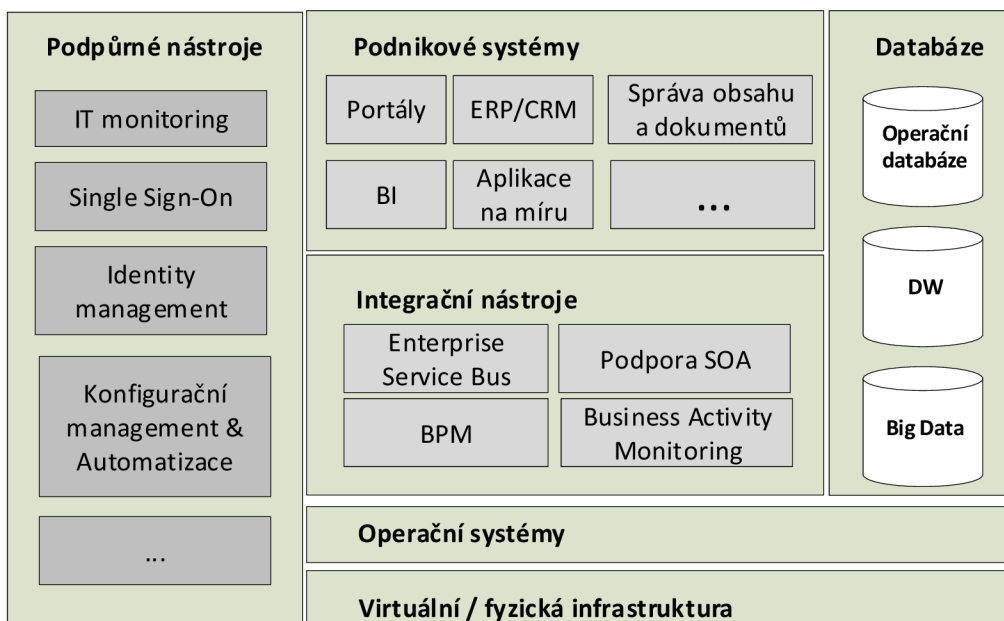 Podpůrné nástroje
IT monitoring
Single Sign-On
Identity
management
Konfigurační
management &
Automatizace
...
Podnikové systémy
Portály
ERP/CRM
Správa obsahu
a dokumentů
BI
Aplikace
na míru
...
Integrační nástroje
Enterprise
Service Bus
Podpora SOA
BPM
Business Activity
Monitoring
Databáze
Operační
databáze
DW
Big Data
Operační systémy
Virtuální / fyzická infrastruktura